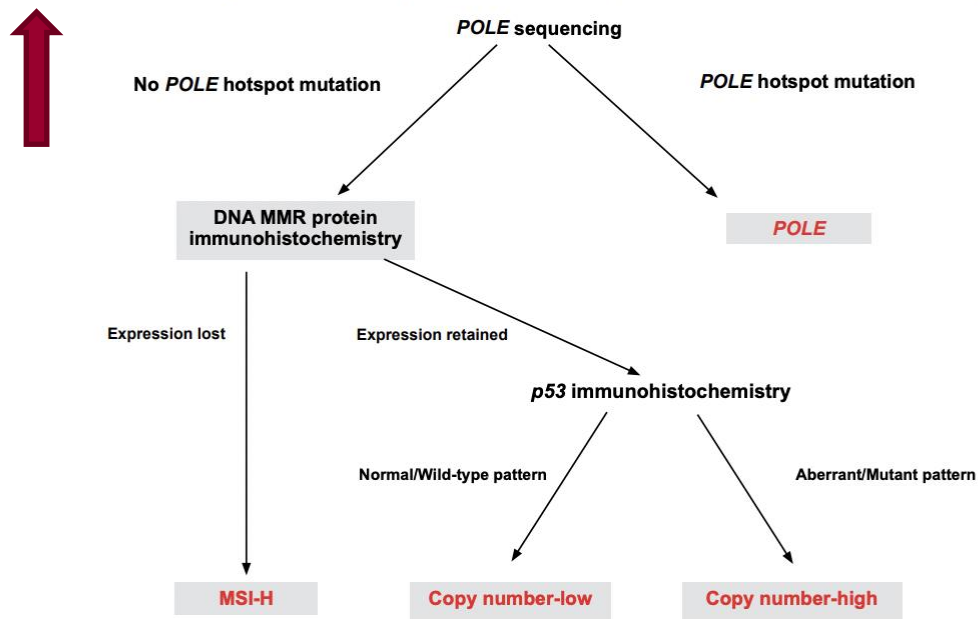 POLE sequencing
No POLE hotspot mutation
POLE hotspot mutation
DNA MMR protein
immunohistochemistry
POLE
Expression lost
Expression retained
p53 immunohistochemistry
Normal/Wild-type pattern
Aberrant/Mutant pattern
MSI-H
Copy number-low
Copy number-high